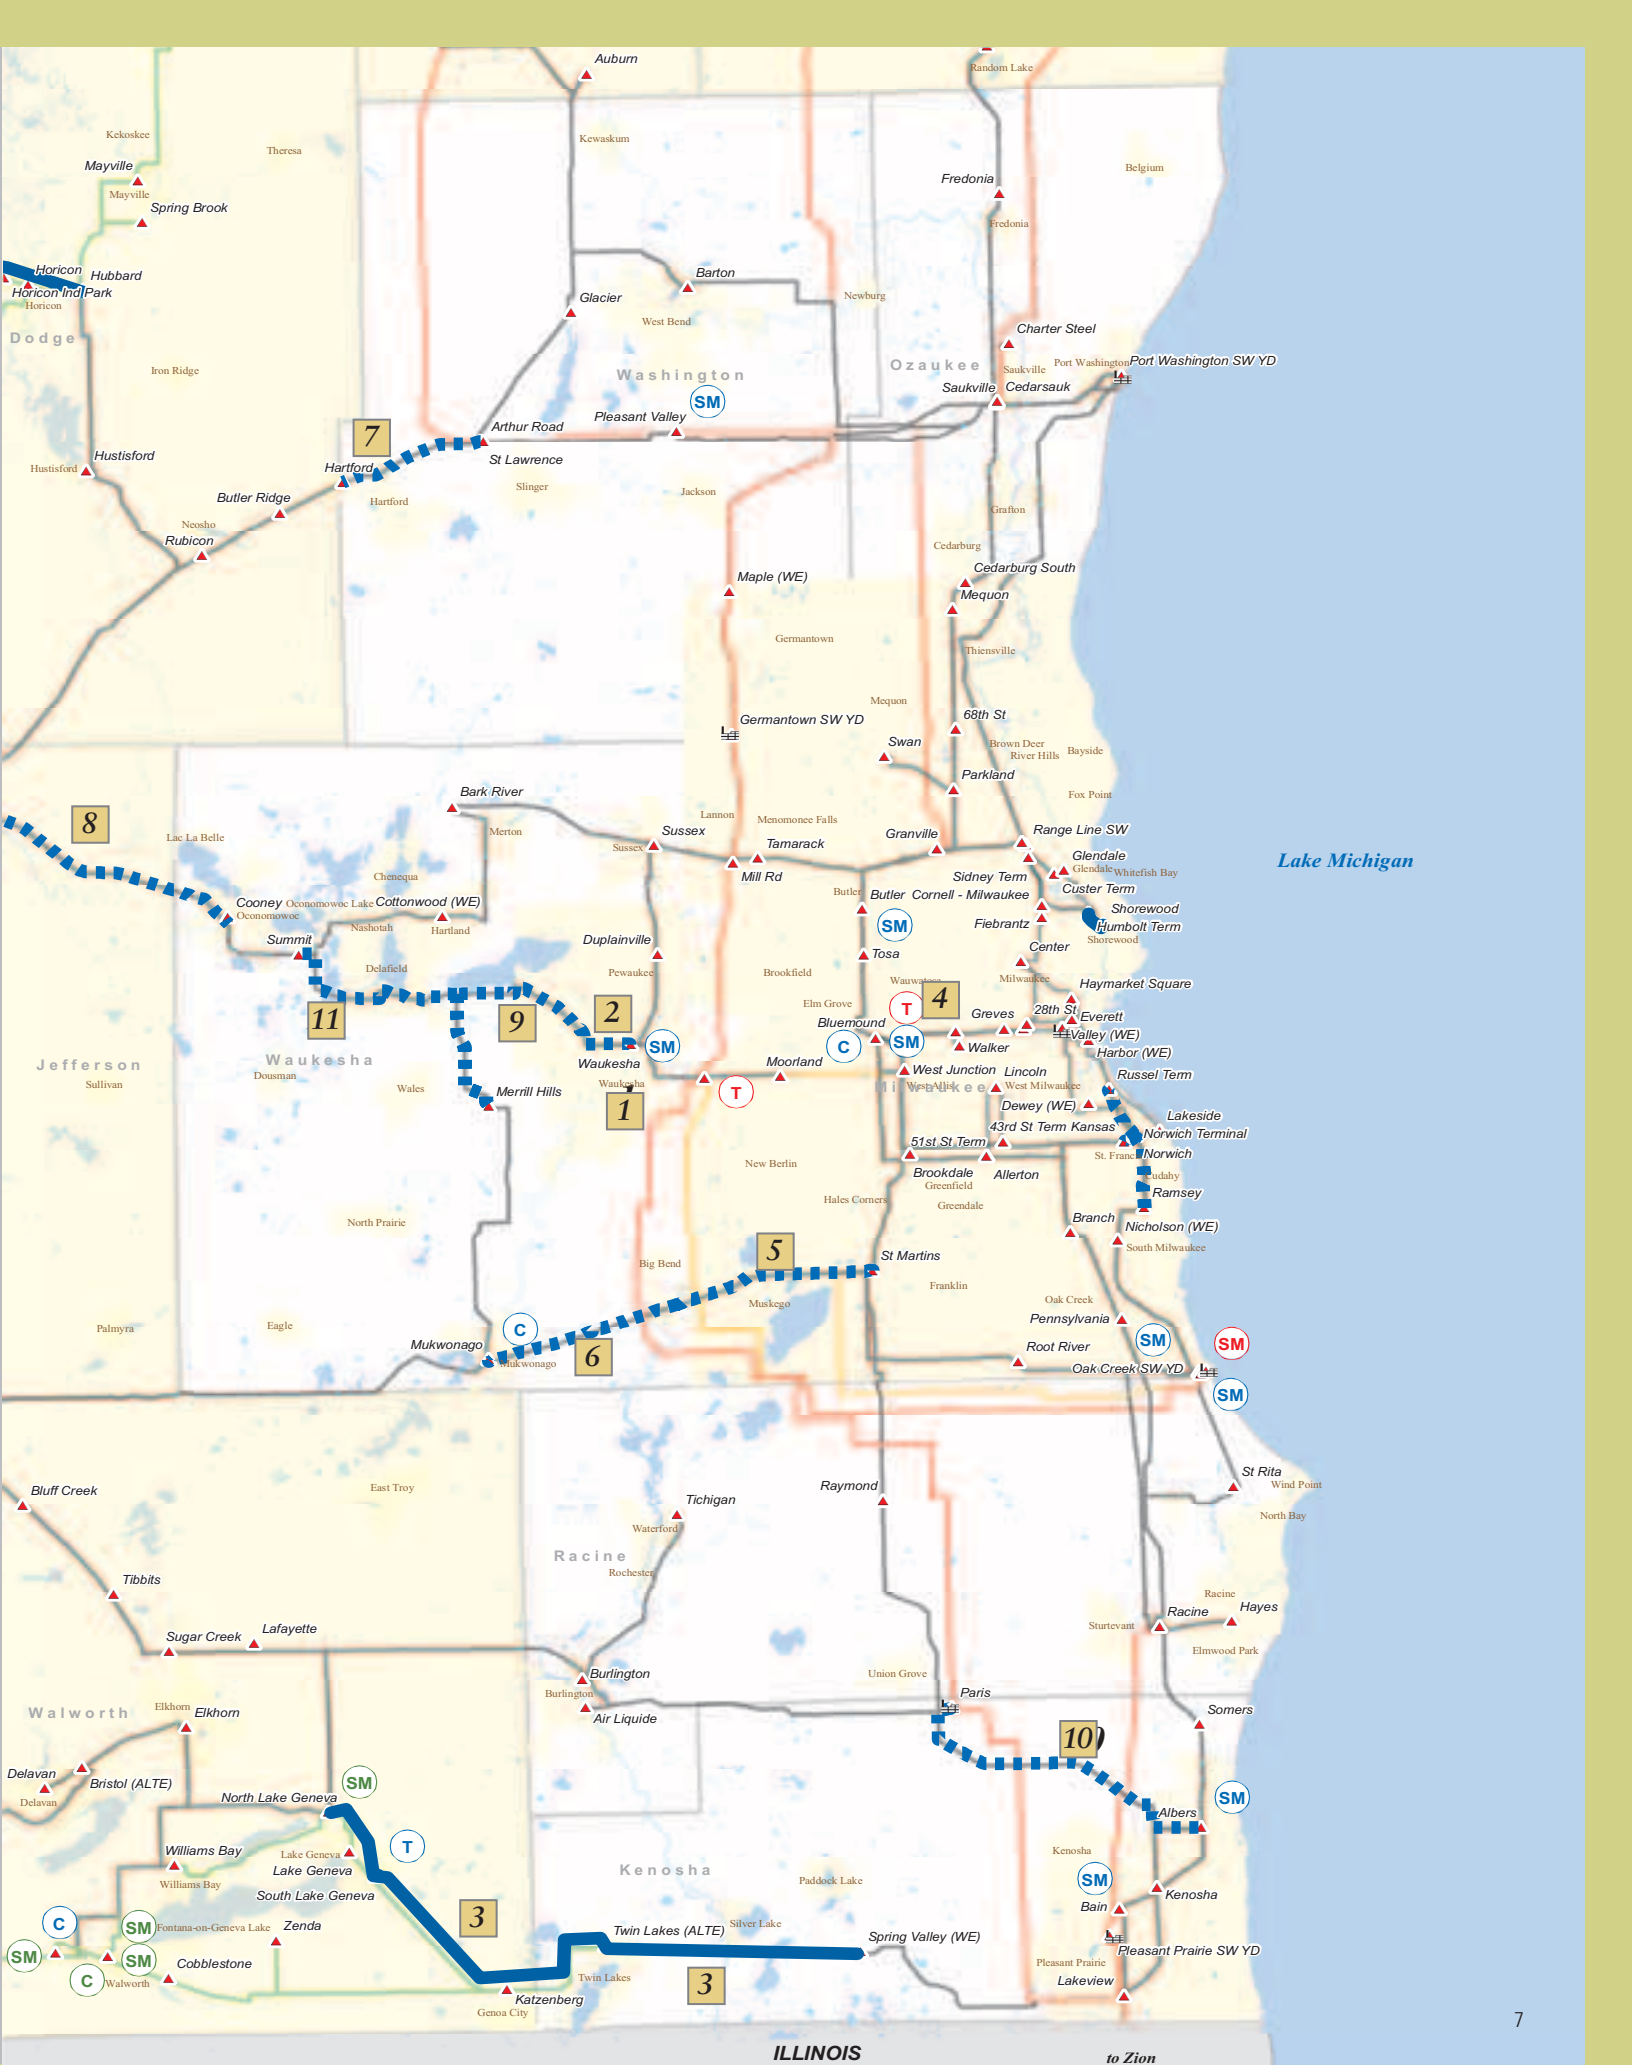 Auburn
Random Lake
Kekoskee
Kewaskum
Theresa
Mayville
Belgium
Fredonia
Mayville
Spring Brook
Fredonia
Horicon
Hubbard
Barton
Horicon Ind Park
Newburg
Glacier
Horicon
West Bend
Charter Steel
Dodge
Port Washington
Port Washington SW YD
Ozaukee
Saukville
Iron Ridge
Washington
Saukville
Cedarsauk
SM
Pleasant Valley
7
Arthur Road
Hustisford
Hustisford
Hartford
St Lawrence
Slinger
Jackson
Butler Ridge
Hartford
Grafton
Neosho
Rubicon
Cedarburg
Cedarburg South
Maple (WE)
Mequon
Germantown
Thiensville
Mequon
68th St
Germantown SW YD
Swan
Brown Deer
Bayside
River Hills
Parkland
Bark River
Fox Point
8
Lannon
Menomonee Falls
Lac La Belle
Merton
Sussex
Granville
Range Line SW
Sussex
Tamarack
Glendale
Lake Michigan
Chenequa
Mill Rd
Sidney Term
Glendale
Whitefish Bay
Custer Term
Butler
Butler
Cornell - Milwaukee
Cooney
Oconomowoc Lake
Cottonwood (WE)
Shorewood
Oconomowoc
SM
Fiebrantz
Humbolt Term
Nashotah
Hartland
Summit
Duplainville
Shorewood
Center
Tosa
Delafield
Pewaukee
Brookfield
Wauwatosa
Milwaukee
Haymarket Square
T
4
Elm Grove
11
9
2
Bluemound
Greves
28th St
Everett
SM
C
SM
Walker
Valley (WE)
Harbor (WE)
Waukesha
Waukesha
Moorland
West Junction
Lincoln
Jefferson
Dousman
Russel Term
Sullivan
Wales
Merrill Hills
Waukesha
T
Milwaukee
West Allis
West Milwaukee
1
Dewey (WE)
Lakeside
43rd St Term
Kansas
Norwich Terminal
51st St Term
St. Franc
Norwich
New Berlin
Brookdale
Allerton
Cudahy
Greenfield
Hales Corners
Greendale
Ramsey
North Prairie
Branch
Nicholson (WE)
5
St Martins
South Milwaukee
Big Bend
Franklin
Muskego
Oak Creek
Palmyra
Eagle
C
Pennsylvania
SM
SM
Mukwonago
6
Root River
Mukwonago
Oak Creek SW YD
SM
Bluff Creek
East Troy
Raymond
St Rita
Wind Point
Tichigan
North Bay
Waterford
Racine
Rochester
Tibbits
Racine
Racine
Hayes
Sugar Creek
Lafayette
Sturtevant
Elmwood Park
Burlington
Union Grove
Burlington
Paris
Walworth
Elkhorn
Elkhorn
Air Liquide
Somers
10
Delavan
Bristol (ALTE)
SM
Delavan
North Lake Geneva
SM
Albers
T
Williams Bay
Lake Geneva
Kenosha
Lake Geneva
Kenosha
Paddock Lake
SM
Williams Bay
South Lake Geneva
Kenosha
3
Bain
C
SM
Fontana-on-Geneva Lake
Zenda
Twin Lakes (ALTE)
Silver Lake
Spring Valley (WE)
SM
SM
Pleasant Prairie SW YD
Cobblestone
Pleasant Prairie
C
Walworth
Twin Lakes
3
Lakeview
Katzenberg
Genoa City
7
ILLINOIS
to Zion